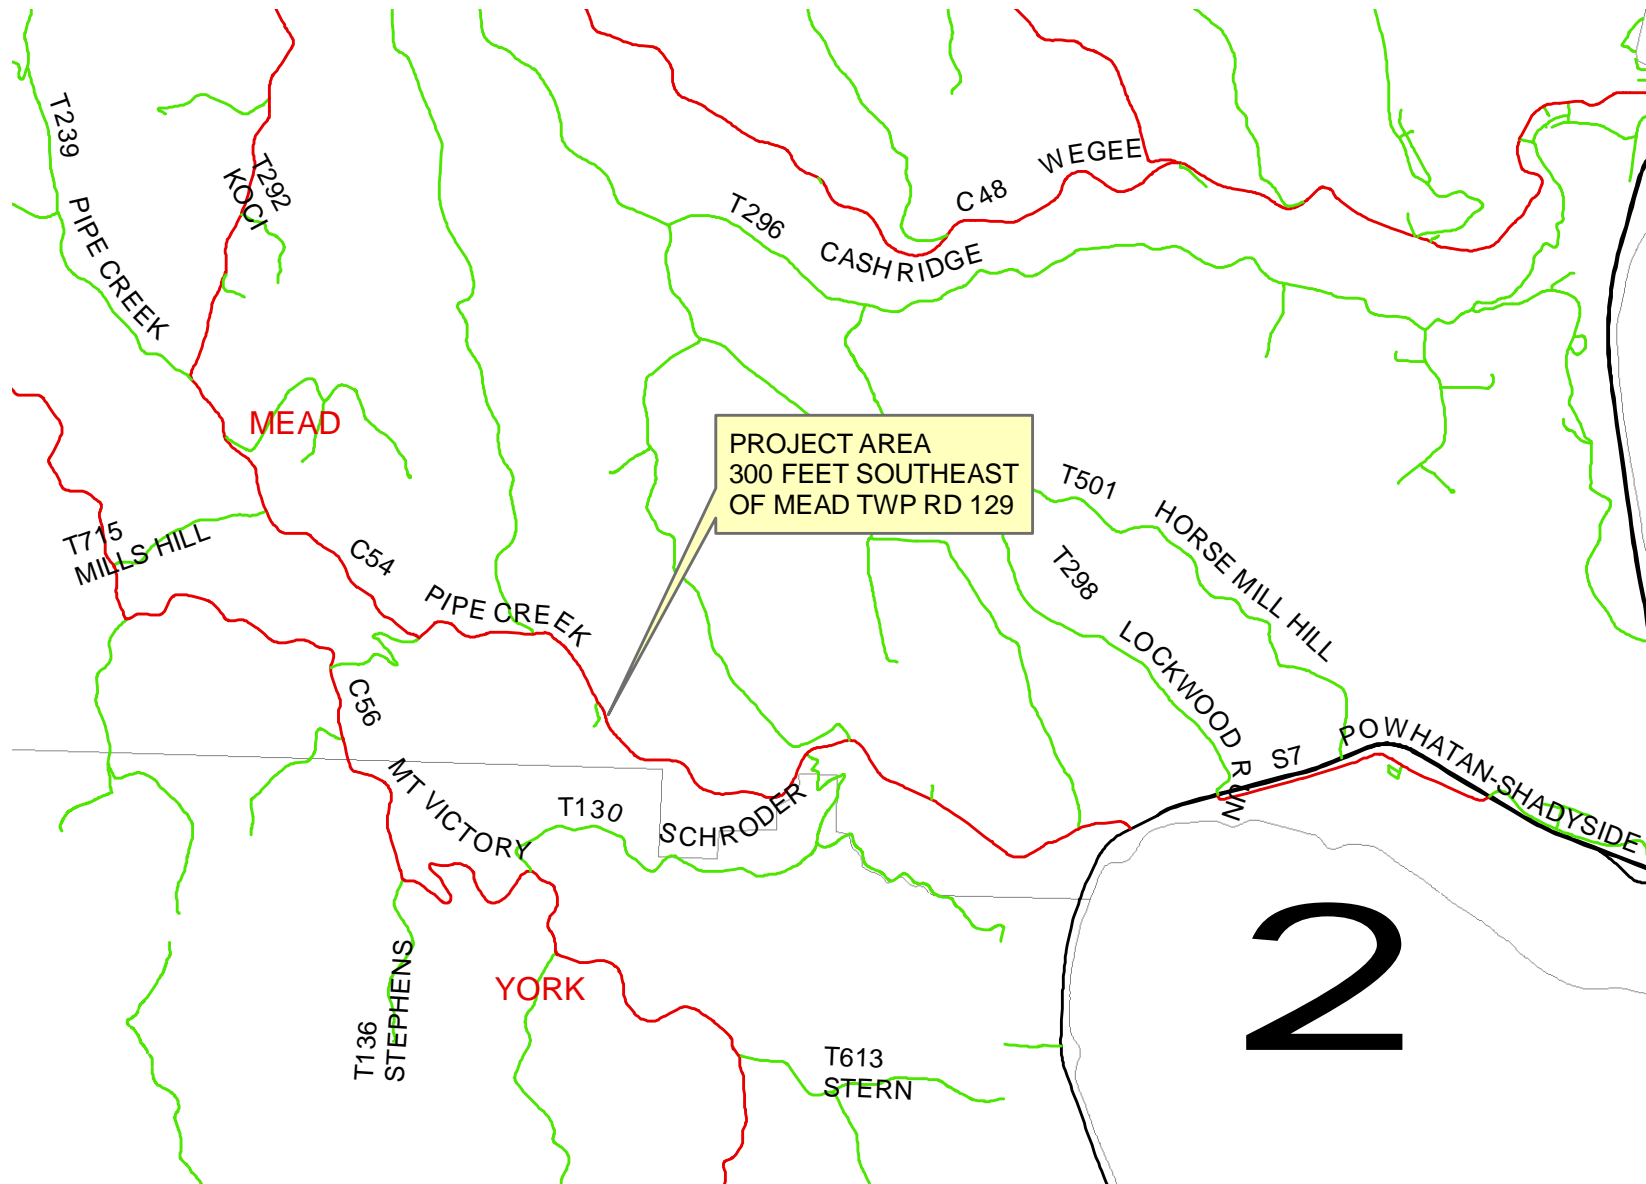 T239
PIPE CREEK
T292
KOCI
WEGEE
C48
T296
CASH RIDGE
MEAD
PROJECT AREA
300 FEET SOUTHEAST
OF MEAD TWP RD 129
T501
HORSE MILL HILL
T715
MILLS HILL
C54
PIPE CREEK
T298
LOCKWOOD RUN
C56
S7
POWHATAN-SHADYSIDE
MT VICTORY
T130
SCHRODER
2
YORK
T136
STEPHENS
T613
STERN